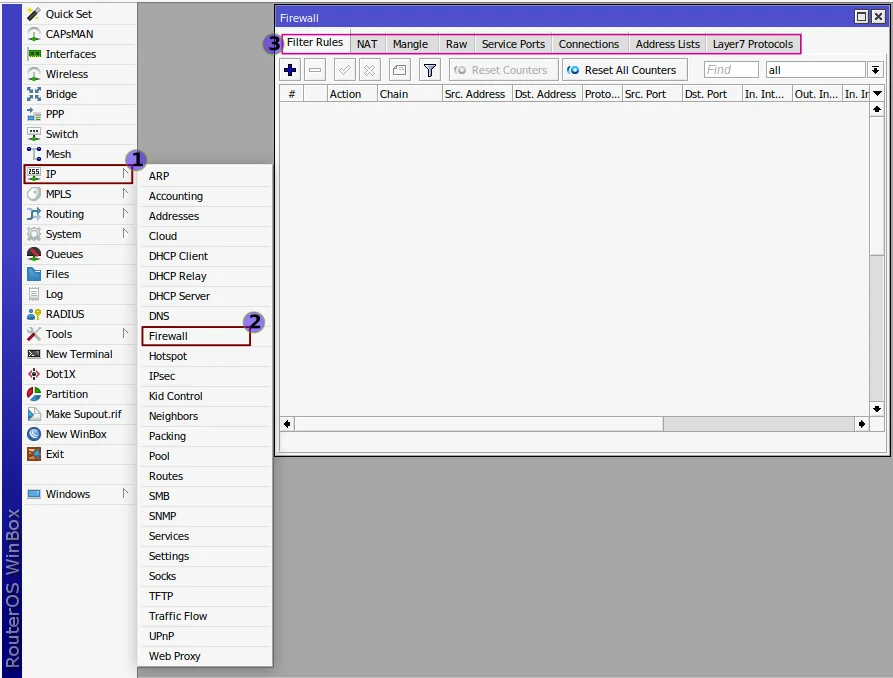 Quick Set
CAPsMAN
Interfaces
Wireless
Bridge
PPP
Switch
Mesh
1
255 IP
MPLS
Routing
System
Queues
Files
Log
RADIUS
Tools
New Terminal
Dot1X
Partition
Make Supout.rif
New WinBox
Exit
Windows
RouterOS WinBox
ARP
Accounting
Addresses
Cloud
DHCP Client
DHCP Relay
DHCP Server
DNS
2
Firewall
Hotspot
IPsec
Kid Control
Neighbors
Packing
Pool
Routes
SMB
SNMP
Services
Settings
Socks
TFTP
Traffic Flow
UPnP
Web Proxy
Firewall
3 Filter Rules NAT Mangle Raw Service Ports Connections Address Lists Layer7 Protocols
Reset Counters Reset All Counters Find all
# Action Chain Src. Address Dst. Address Proto... Src. Port Dst. Port In. Int... Out. In... In. Ir